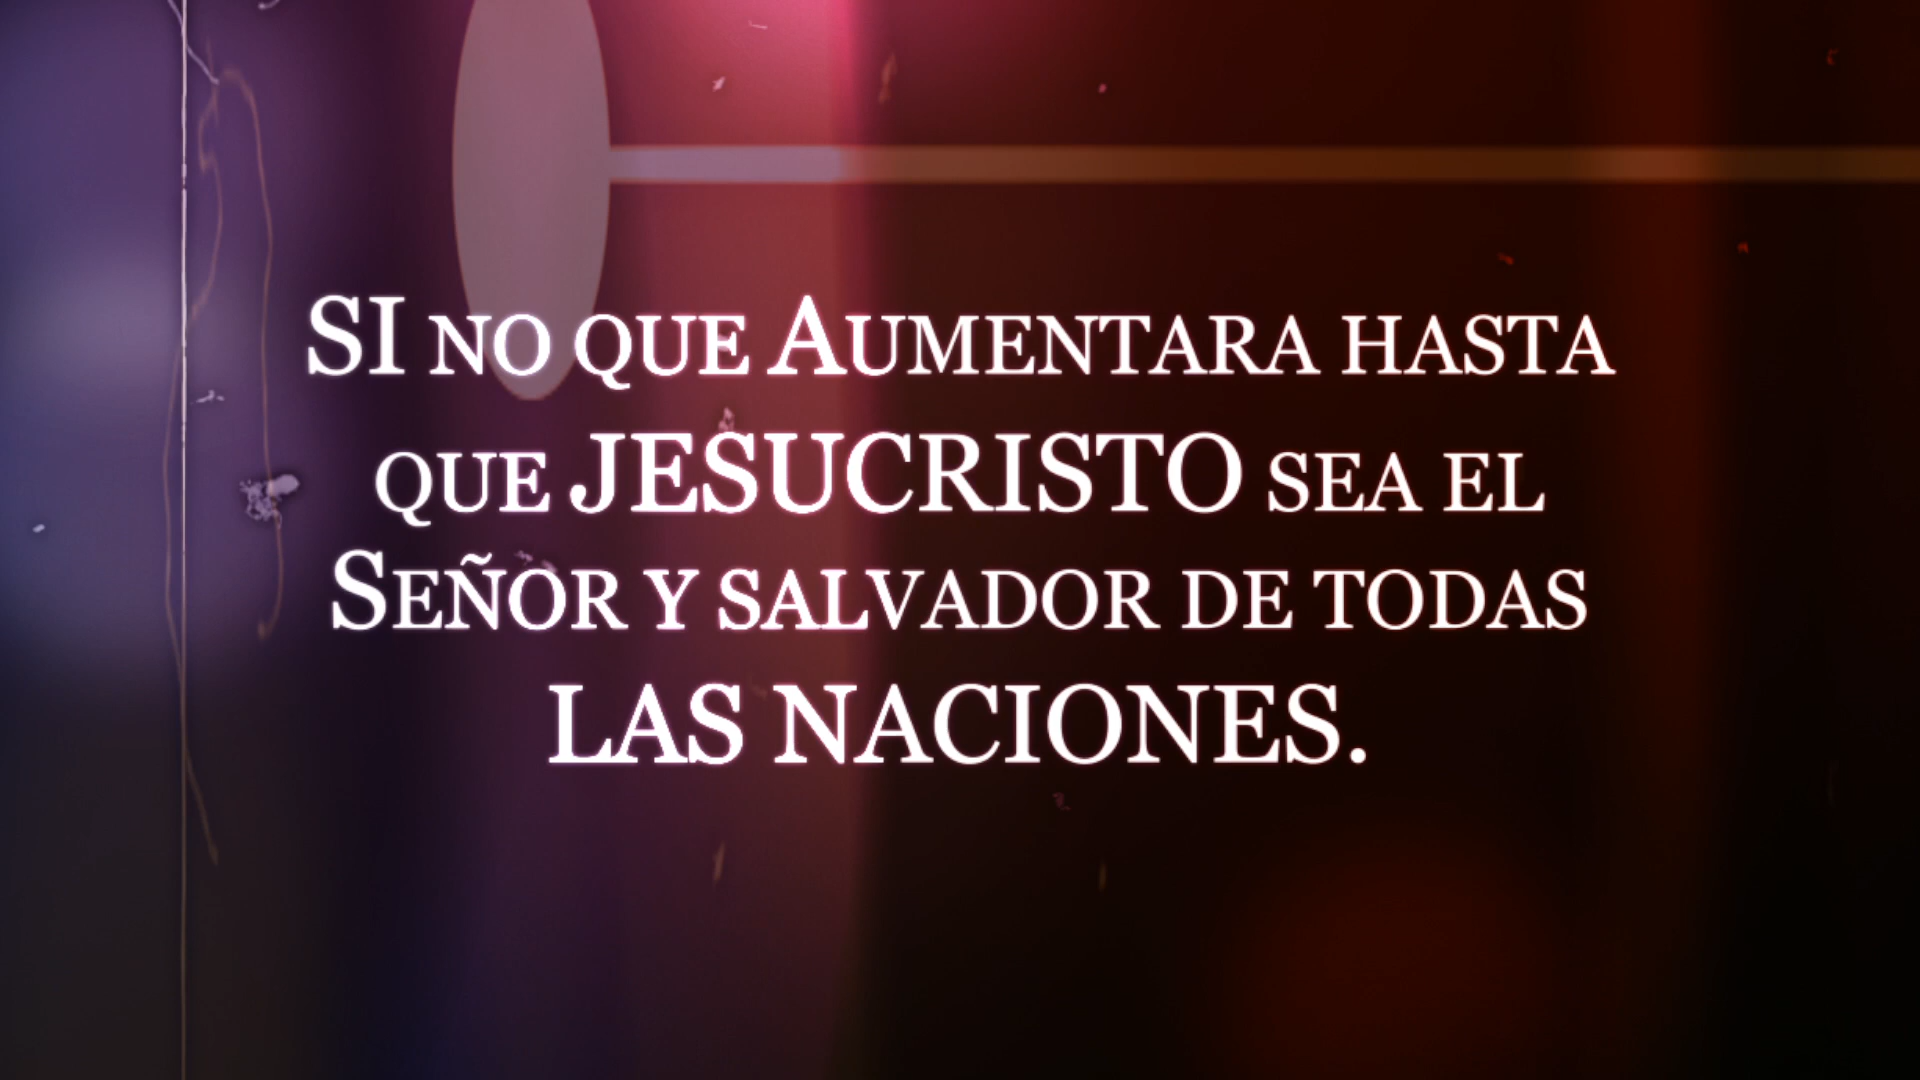 SI NO QUE AUMENTARA HASTA
QUE JESUCRISTO SEA EL
SEÑOR Y SALVADOR DE TODAS
LAS NACIONES.